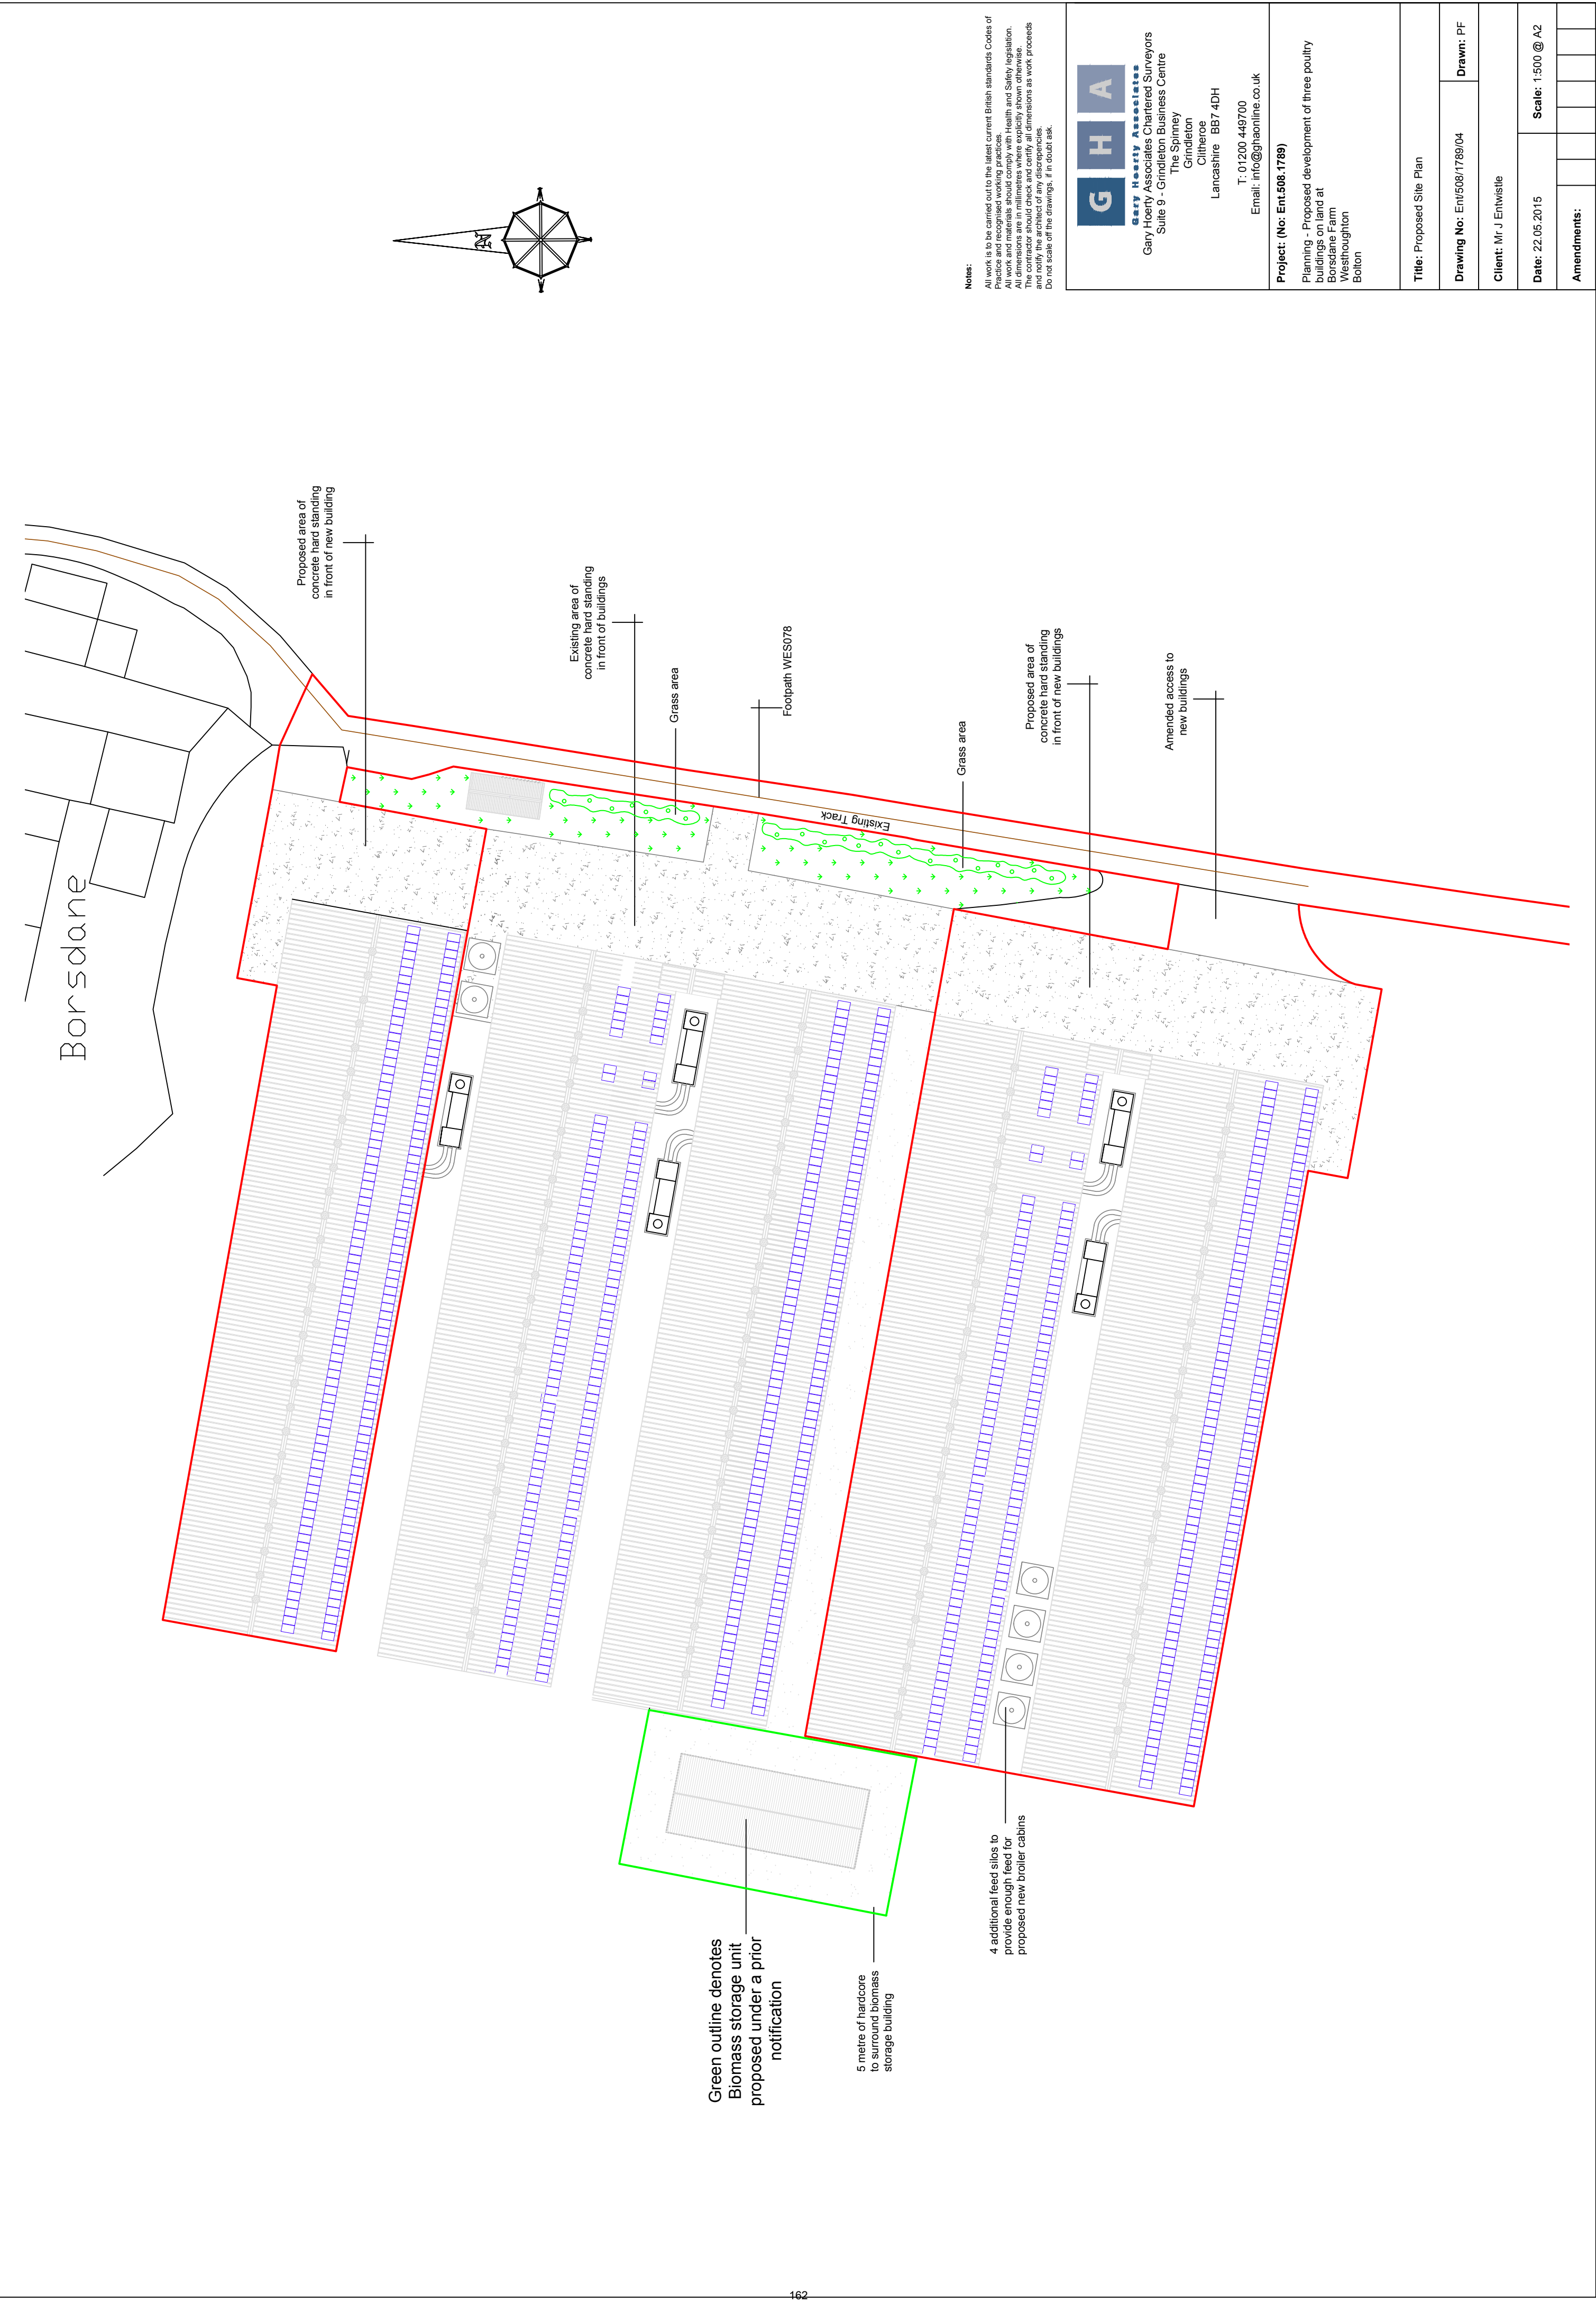 Borsdane
Proposed area of
concrete hard standing
in front of new building
Existing area of
concrete hard standing
in front of buildings
Grass area
Footpath WES078
Existing Track
Grass area
Proposed area of
concrete hard standing
in front of new buildings
Amended access to
new buildings
Green outline denotes
Biomass storage unit
proposed under a prior
notification
5 metre of hardcore
to surround biomass
storage building
4 additional feed silos to
provide enough feed for
proposed new broiler cabins
N
Notes:
All work is to be carried out to the latest current British standards Codes of
Practice and recognised working practices.
All work and materials should comply with Health and Safety legislation.
All dimensions are in millimetres where explicitly shown otherwise.
The contractor should check and certify all dimensions as work proceeds
and notify the architect of any discrepencies.
Do not scale off the drawings, if in doubt ask.
G H A
Gary Hoerty Associates
Gary Hoerty Associates Chartered Surveyors
Suite 9 - Grindleton Business Centre
The Spinney
Grindleton
Clitheroe
Lancashire BB7 4DH
T: 01200 449700
Email: info@ghaonline.co.uk
Project: (No: Ent.508.1789)
Planning - Proposed development of three poultry
buildings on land at
Borsdane Farm
Westhoughton
Bolton
Title: Proposed Site Plan
Drawing No: Ent/508/1789/04
Drawn: PF
Client: Mr J Entwistle
Date: 22.05.2015
Scale: 1:500 @ A2
Amendments:
162